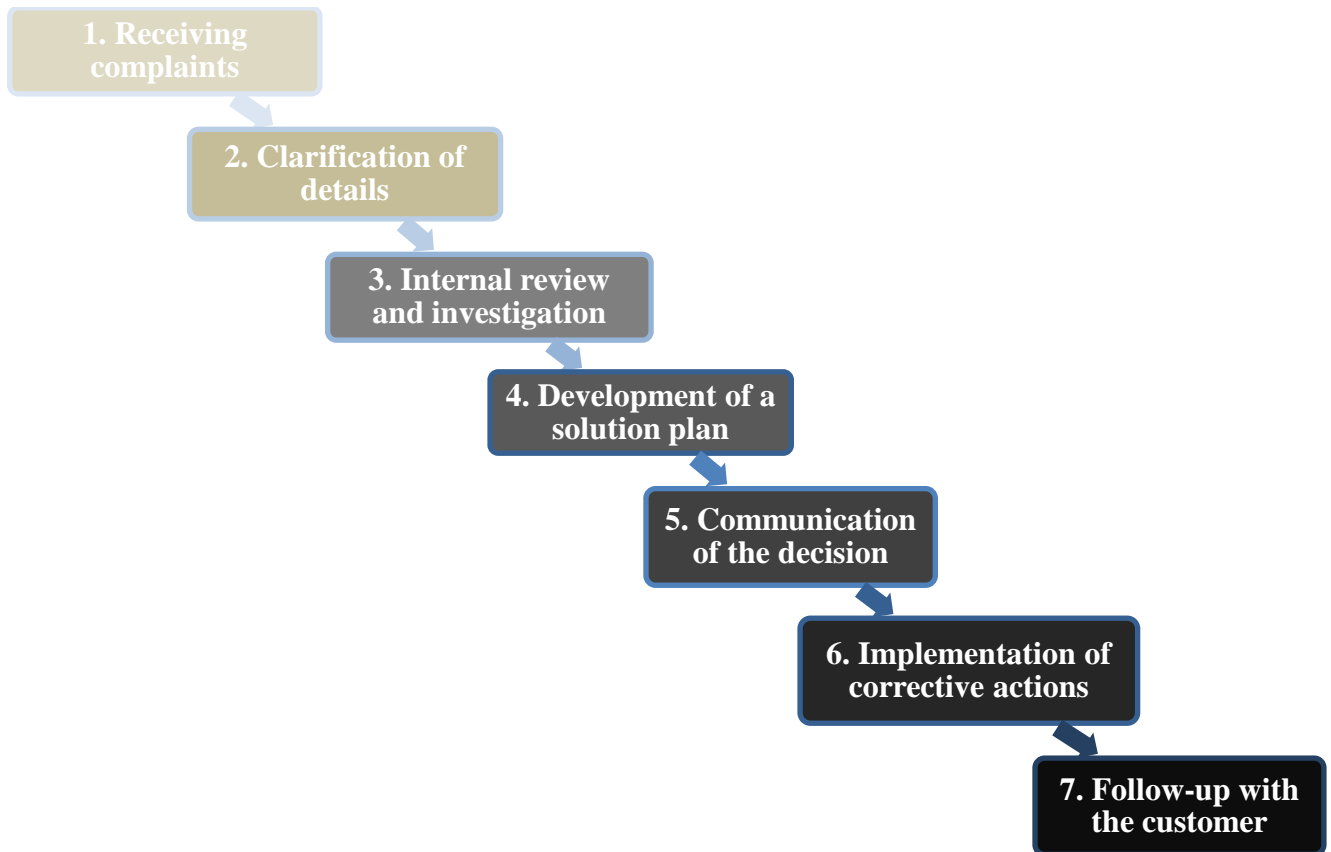 1. Receiving
complaints
2. Clarification of
details
3. Internal review
and investigation
4. Development of a
solution plan
5. Communication
of the decision
6. Implementation of
corrective actions
7. Follow-up with
the customer